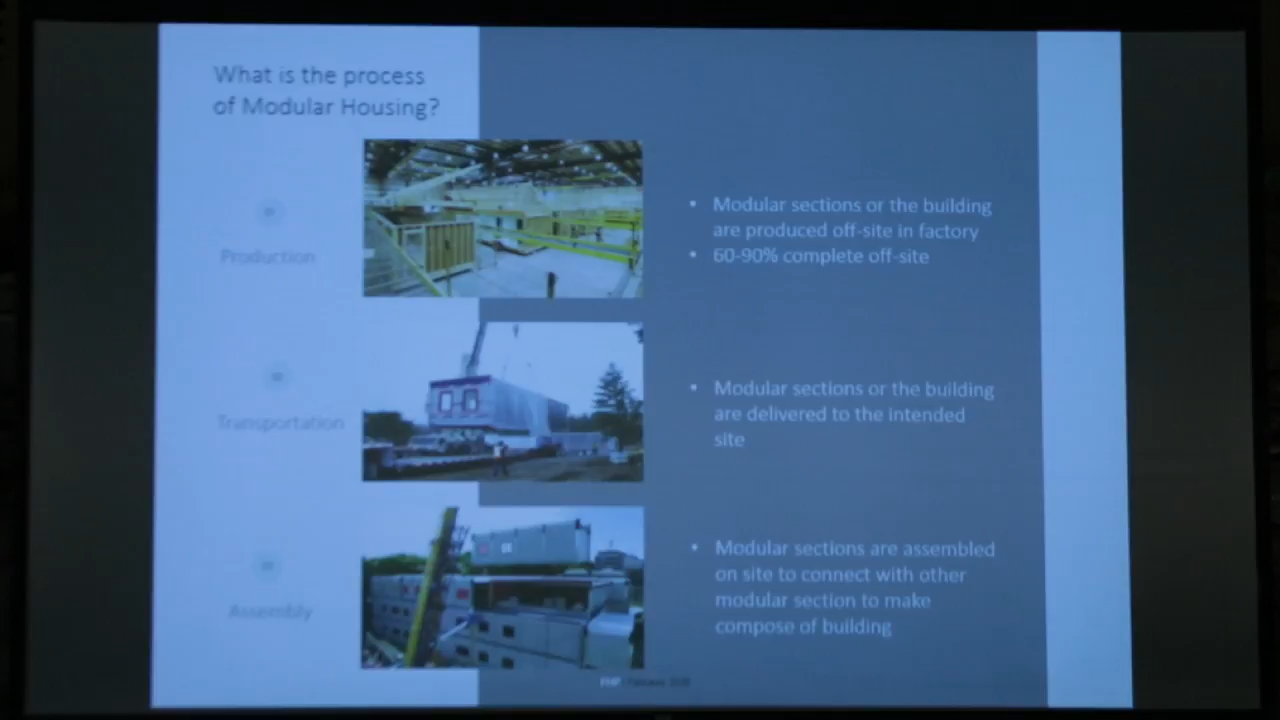 What is the process
of Modular Housing?
Production
• Modular sections or the building
are produced off-site in factory
• 60-90% complete off-site
Transportation
• Modular sections or the building
are delivered to the intended
site
Assembly
• Modular sections are assembled
on site to connect with other
modular section to make
compose of building